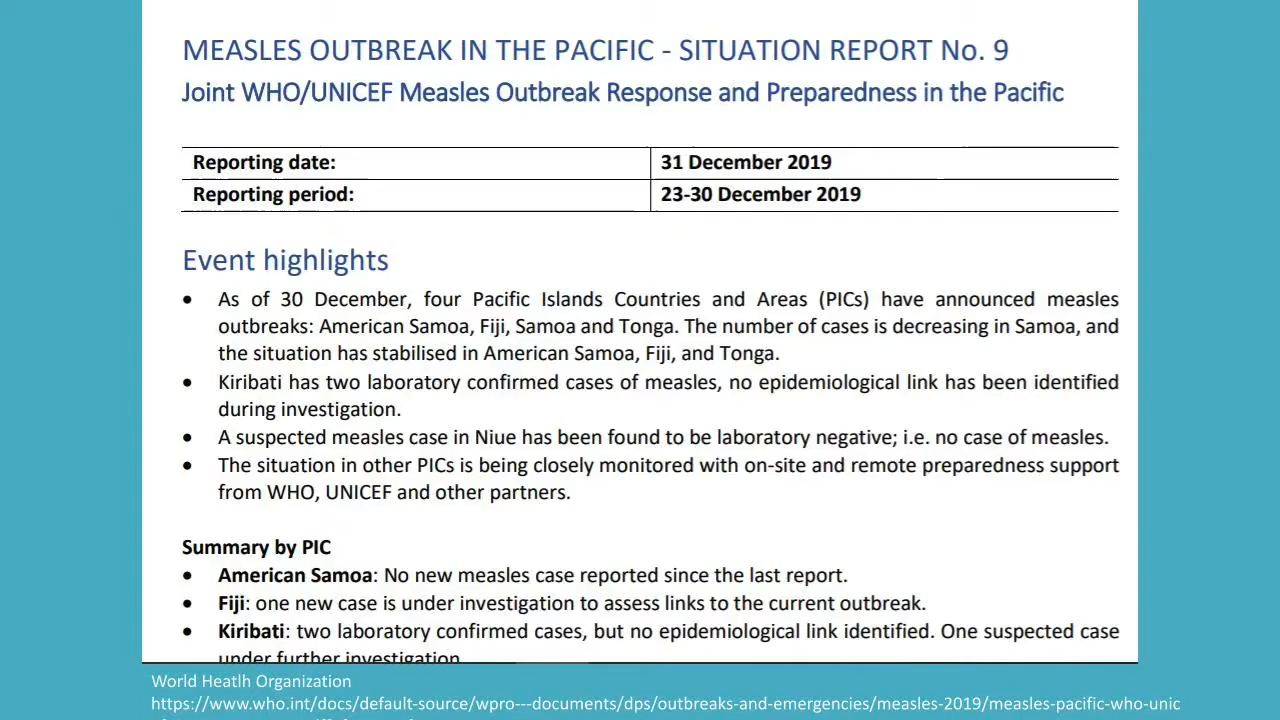 MEASLES OUTBREAK IN THE PACIFIC - SITUATION REPORT No. 9
Joint WHO/UNICEF Measles Outbreak Response and Preparedness in the Pacific
Reporting date: 31 December 2019
Reporting period: 23-30 December 2019
Event highlights
• As of 30 December, four Pacific Islands Countries and Areas (PICs) have announced measles
outbreaks: American Samoa, Fiji, Samoa and Tonga. The number of cases is decreasing in Samoa, and
the situation has stabilised in American Samoa, Fiji, and Tonga.
• Kiribati has two laboratory confirmed cases of measles, no epidemiological link has been identified
during investigation.
• A suspected measles case in Niue has been found to be laboratory negative; i.e. no case of measles.
• The situation in other PICs is being closely monitored with on-site and remote preparedness support
from WHO, UNICEF and other partners.
Summary by PIC
• American Samoa: No new measles case reported since the last report.
• Fiji: one new case is under investigation to assess links to the current outbreak.
• Kiribati: two laboratory confirmed cases, but no epidemiological link identified. One suspected case
under further investigation
World Heatlh Organization
https://www.who.int/docs/default-source/wpro---documents/dps/outbreaks-and-emergencies/measles-2019/measles-pacific-who-unic